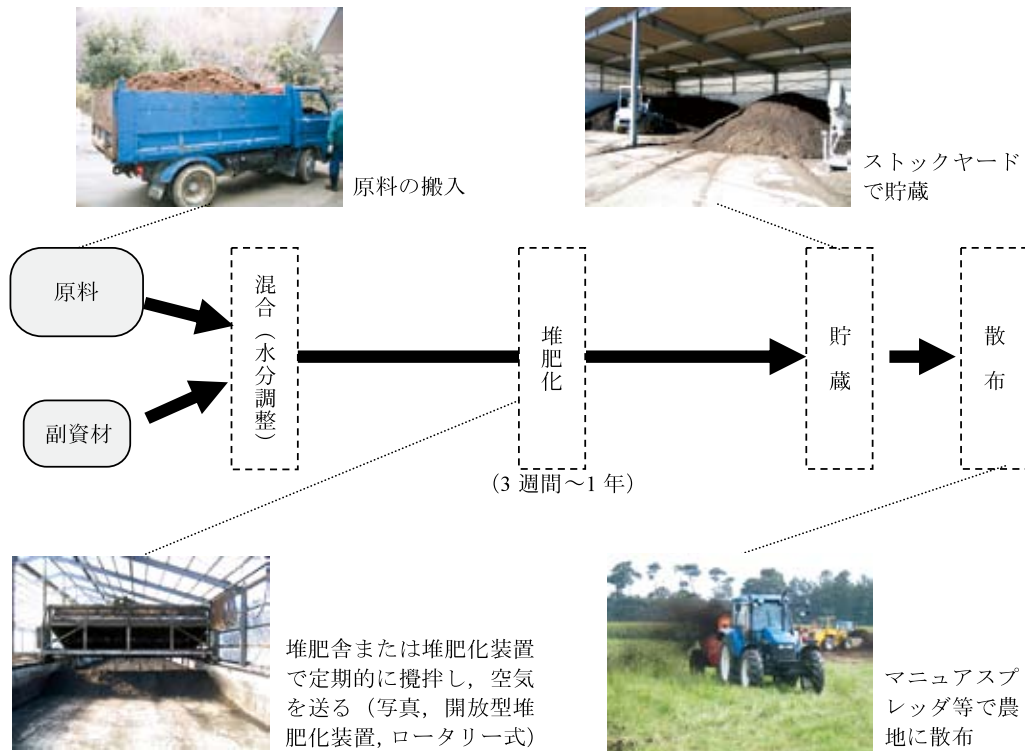 原料の搬入
ストックヤード
で貯蔵
原料
副資材
混合（水分調整）
堆肥化
（3 週間～1 年）
貯蔵
散布
堆肥舎または堆肥化装置
で定期的に攪拌し，空気
を送る（写真，開放型堆
肥化装置，ロータリー式）
マニュアスプ
レッダ等で農
地に散布